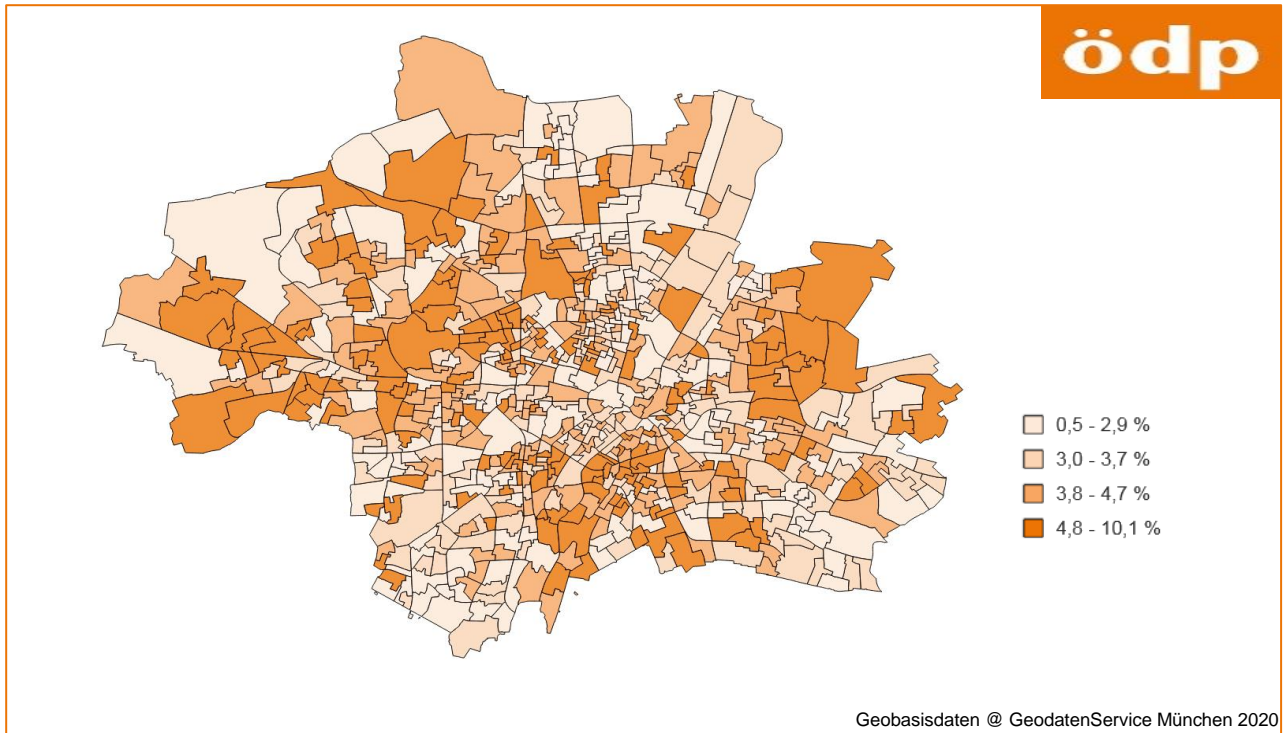 ödp
0,5 - 2,9 %
3,0 - 3,7 %
3,8 - 4,7 %
4,8 - 10,1 %
Geobasisdaten @ GeodatenService München 2020